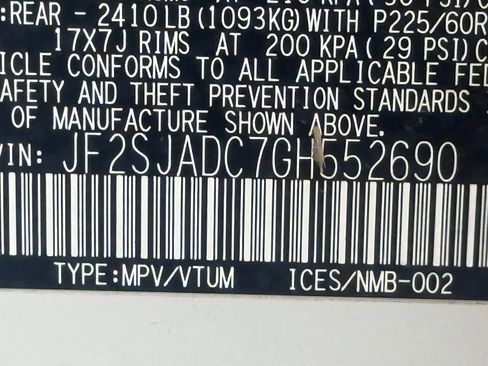 :REAR - 2410 LB (1093KG) WITH P225/60R
17X7J RIMS AT 200 KPA (29 PSI) C
ICLE CONFORMS TO ALL APPLICABLE FED
AFETY AND THEFT PREVENTION STANDARDS
OF MANUFACTURE SHOWN ABOVE.
VIN: JF2SJADC7GH552690
TYPE:MPV/VTUM ICES/NMB-002